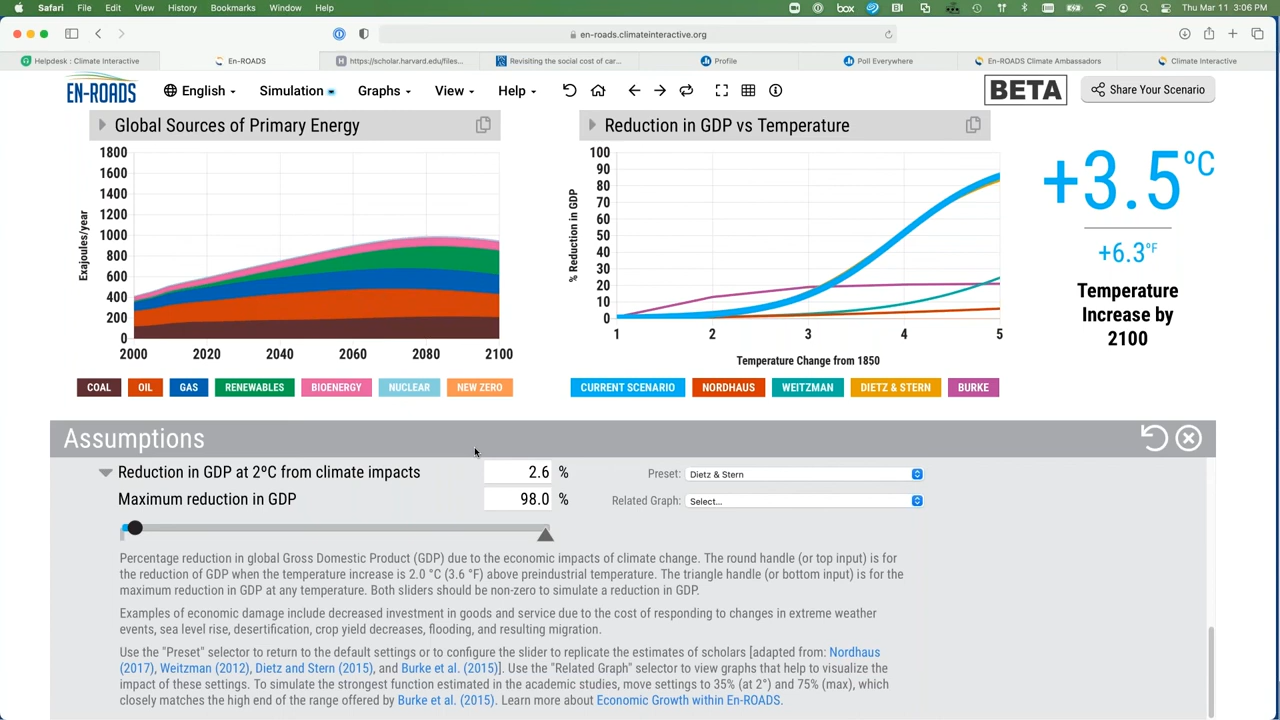 Safari File Edit View History Bookmarks Window Help box Thu Mar 11 3:06 PM
en-roads.climateinteractive.org
Helpdesk : Climate Interactive En-ROADS https://scholar.harvard.edu/files... Revisiting the social cost of car... Profile Poll Everywhere En-ROADS Climate Ambassadors Climate Interactive
EN-ROADS English Simulation Graphs View Help BETA Share Your Scenario
Global Sources of Primary Energy
1800
1600
1400
1200
1000
800
600
400
200
0
Exajoules/year
2000 2020 2040 2060 2080 2100
COAL OIL GAS RENEWABLES BIOENERGY NUCLEAR NEW ZERO
Reduction in GDP vs Temperature
100
90
80
70
60
50
40
30
20
10
0
% Reduction in GDP
1 2 3 4 5
Temperature Change from 1850
CURRENT SCENARIO NORDHAUS WEITZMAN DIETZ & STERN BURKE
+3.5ºC
+6.3°F
Temperature
Increase by
2100
Assumptions
Reduction in GDP at 2ºC from climate impacts 2.6 % Preset: Dietz & Stern
Maximum reduction in GDP 98.0 % Related Graph: Select...
Percentage reduction in global Gross Domestic Product (GDP) due to the economic impacts of climate change. The round handle (or top input) is for
the reduction of GDP when the temperature increase is 2.0 °C (3.6 °F) above preindustrial temperature. The triangle handle (or bottom input) is for the
maximum reduction in GDP at any temperature. Both sliders should be non-zero to simulate a reduction in GDP.
Examples of economic damage include decreased investment in goods and service due to the cost of responding to changes in extreme weather
events, sea level rise, desertification, crop yield decreases, flooding, and resulting migration.
Use the "Preset" selector to return to the default settings or to configure the slider to replicate the estimates of scholars [adapted from: Nordhaus
(2017), Weitzman (2012), Dietz and Stern (2015), and Burke et al. (2015)]. Use the "Related Graph" selector to view graphs that help to visualize the
impact of these settings. To simulate the strongest function estimated in the academic studies, move settings to 35% (at 2°) and 75% (max), which
closely matches the high end of the range offered by Burke et al. (2015). Learn more about Economic Growth within En-ROADS.